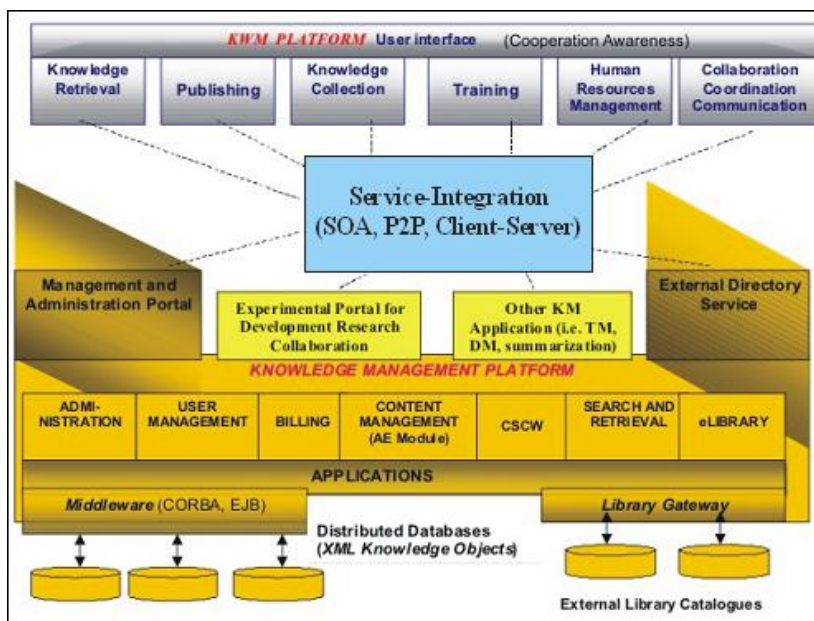 KWM PLATFORM User interface (Cooperation Awareness)
Knowledge
Retrieval
Publishing
Knowledge
Collection
Training
Human
Resources
Management
Collaboration
Coordination
Communication
Service-Integration
(SOA, P2P, Client-Server)
Management and
Administration Portal
External Directory
Service
Experimental Portal for
Development Research
Collaboration
Other KM
Application (i.e. TM,
DM, summarization)
KNOWLEDGE MANAGEMENT PLATFORM
ADMI-
NISTRATION
USER
MANAGEMENT
BILLING
CONTENT
MANAGEMENT
(AE Module)
CSCW
SEARCH AND
RETRIEVAL
eLIBRARY
APPLICATIONS
Middleware (CORBA, EJB)
Library Gateway
Distributed Databases
(XML Knowledge Objects)
External Library Catalogues